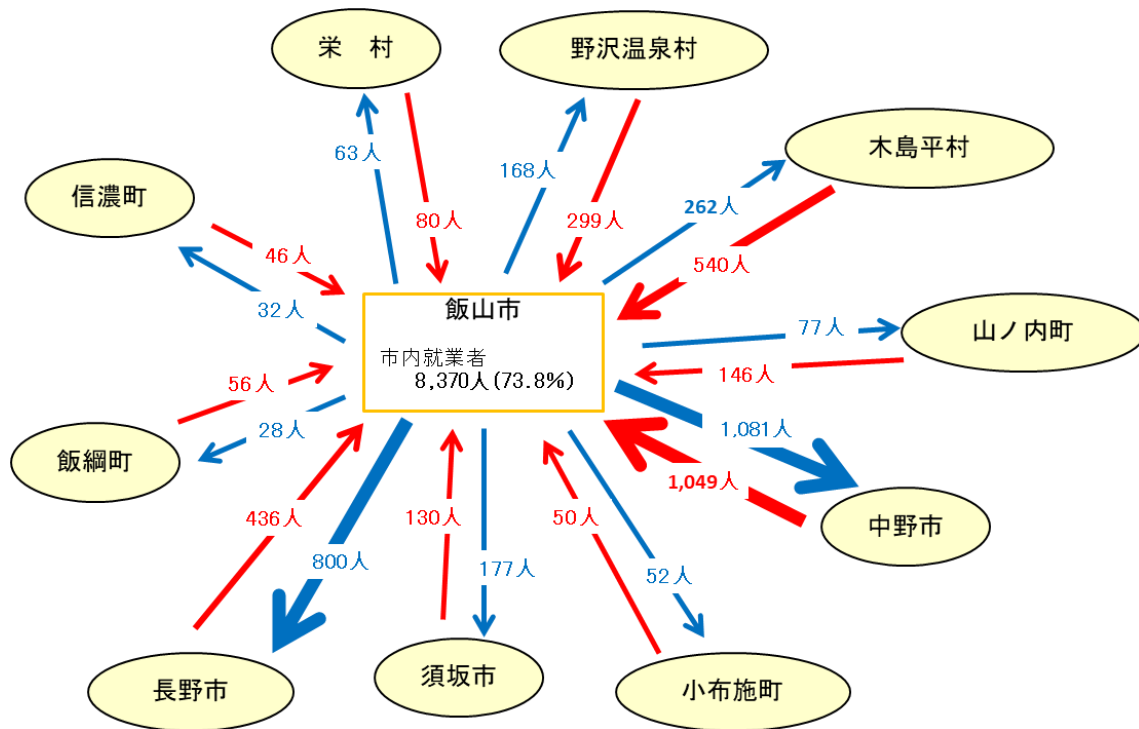 栄　村
野沢温泉村
木島平村
63人
168人
262人
信濃町
80人
299人
46人
540人
32人
飯山市
山ノ内町
77人
市内就業者
8,370人(73.8%)
146人
56人
28人
1,081人
飯綱町
1,049人
436人
130人
50人
中野市
800人
177人
52人
長野市
須坂市
小布施町